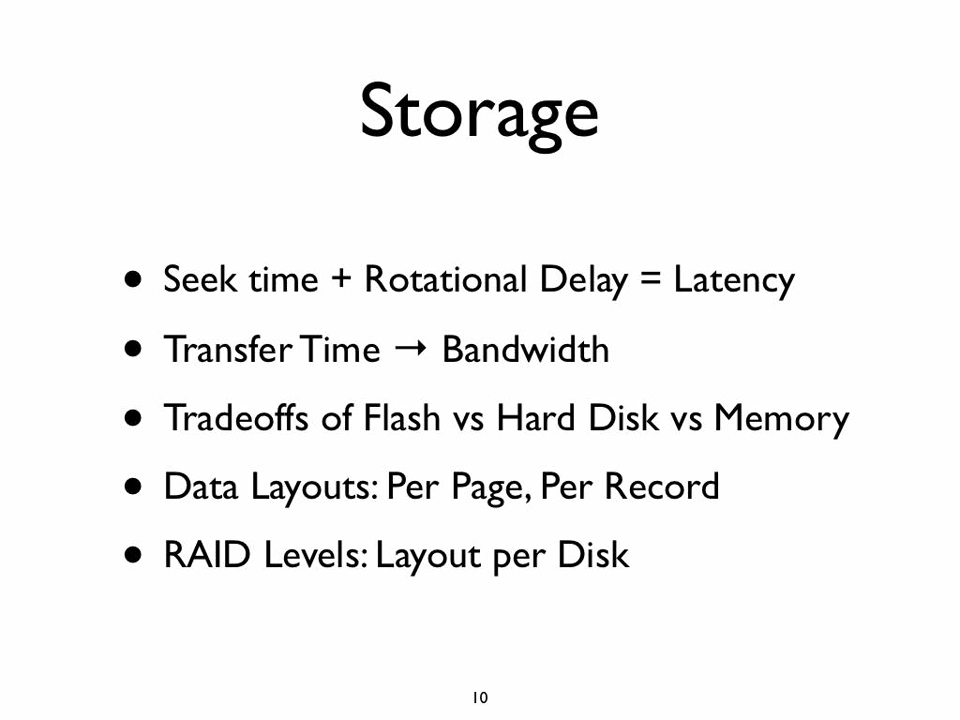 Storage
• Seek time + Rotational Delay = Latency
• Transfer Time → Bandwidth
• Tradeoffs of Flash vs Hard Disk vs Memory
• Data Layouts: Per Page, Per Record
• RAID Levels: Layout per Disk
10